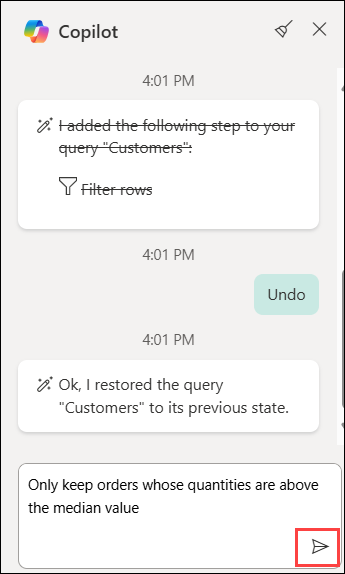 Copilot
4:01 PM
I added the following step to your
query "Customers":
Filter rows
4:01 PM
Undo
4:01 PM
Ok, I restored the query
"Customers" to its previous state.
Only keep orders whose quantities are above
the median value